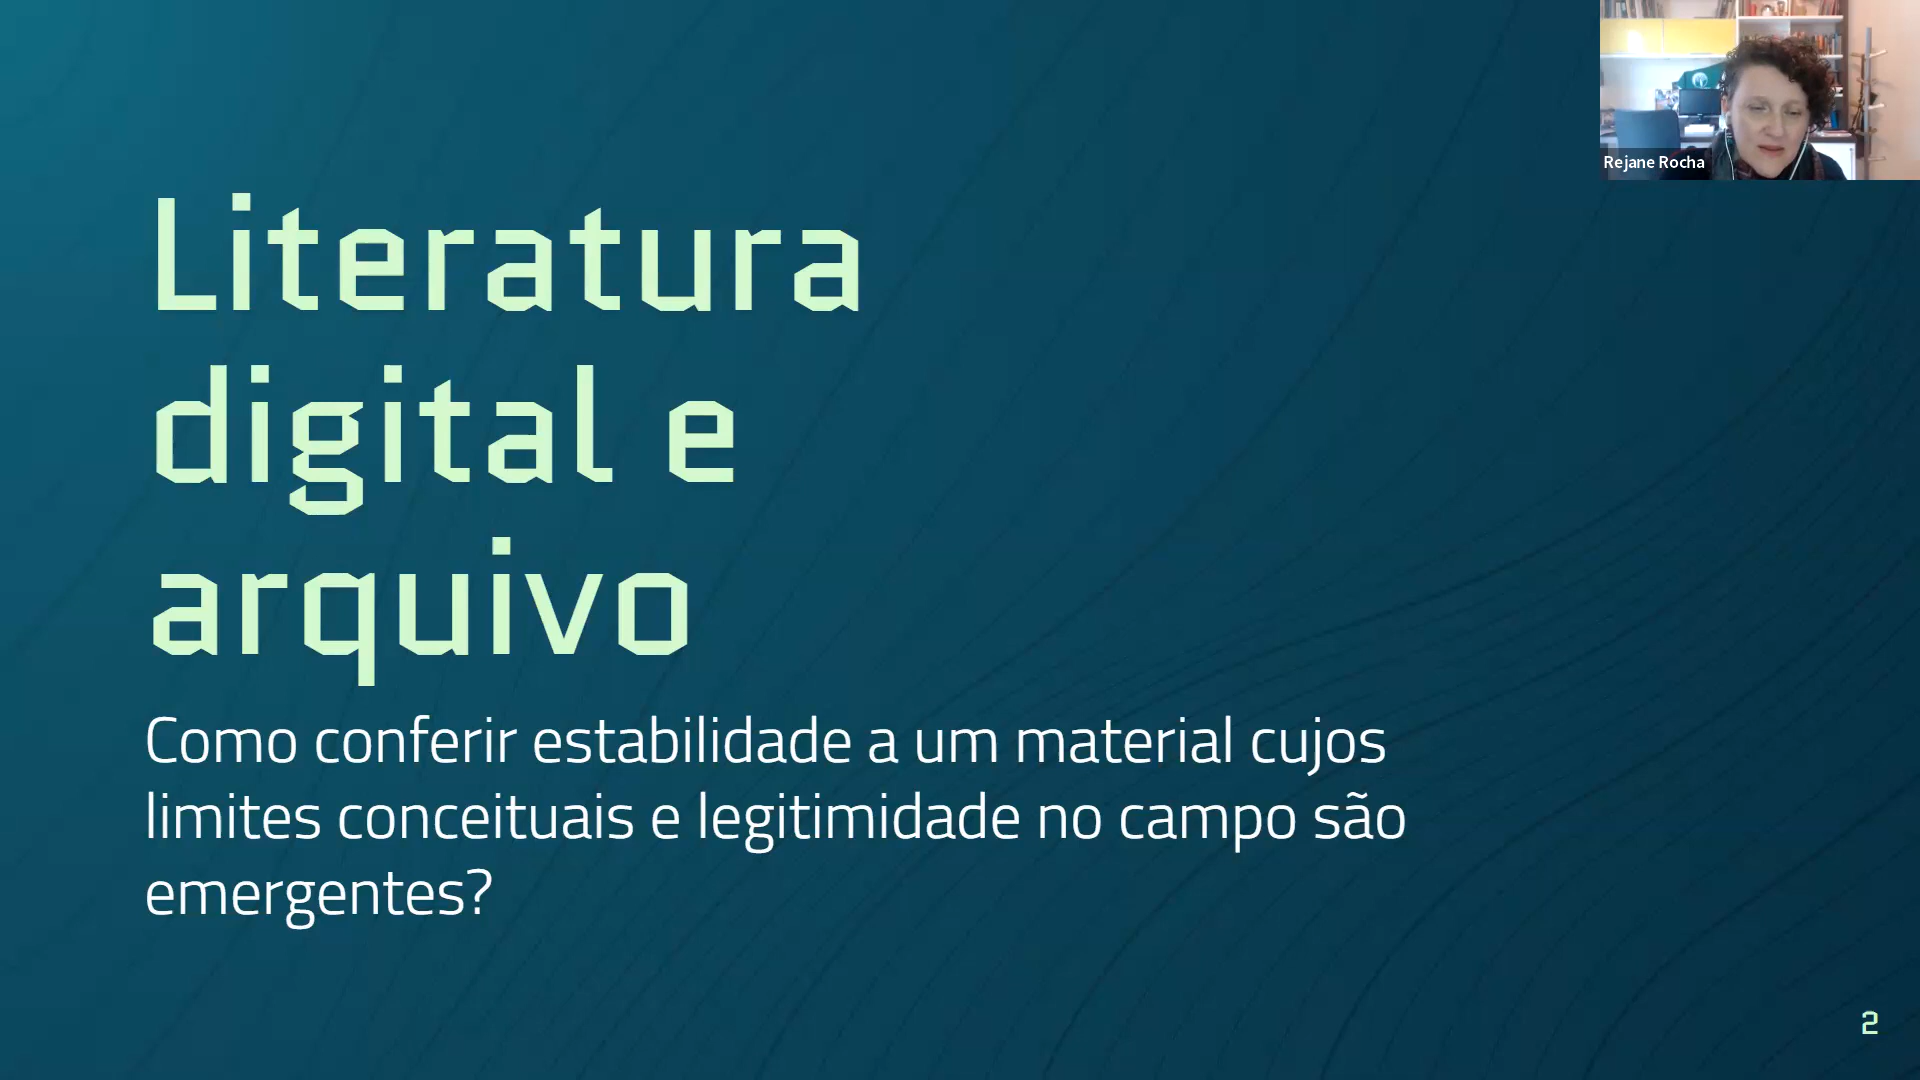 Rejane Rocha
Literatura
digital e
arquivo
Como conferir estabilidade a um material cujos
limites conceituais e legitimidade no campo são
emergentes?
2